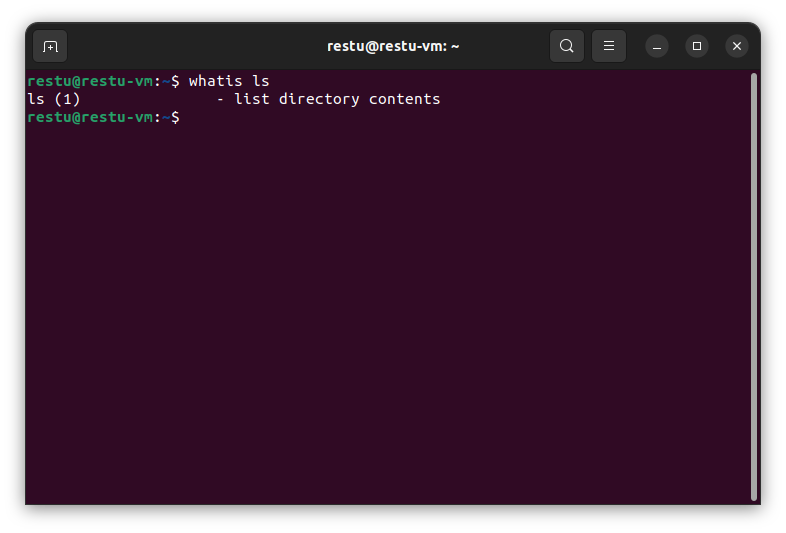 restu@restu-vm: ~
restu@restu-vm:~$ whatis ls
ls (1)               - list directory contents
restu@restu-vm:~$